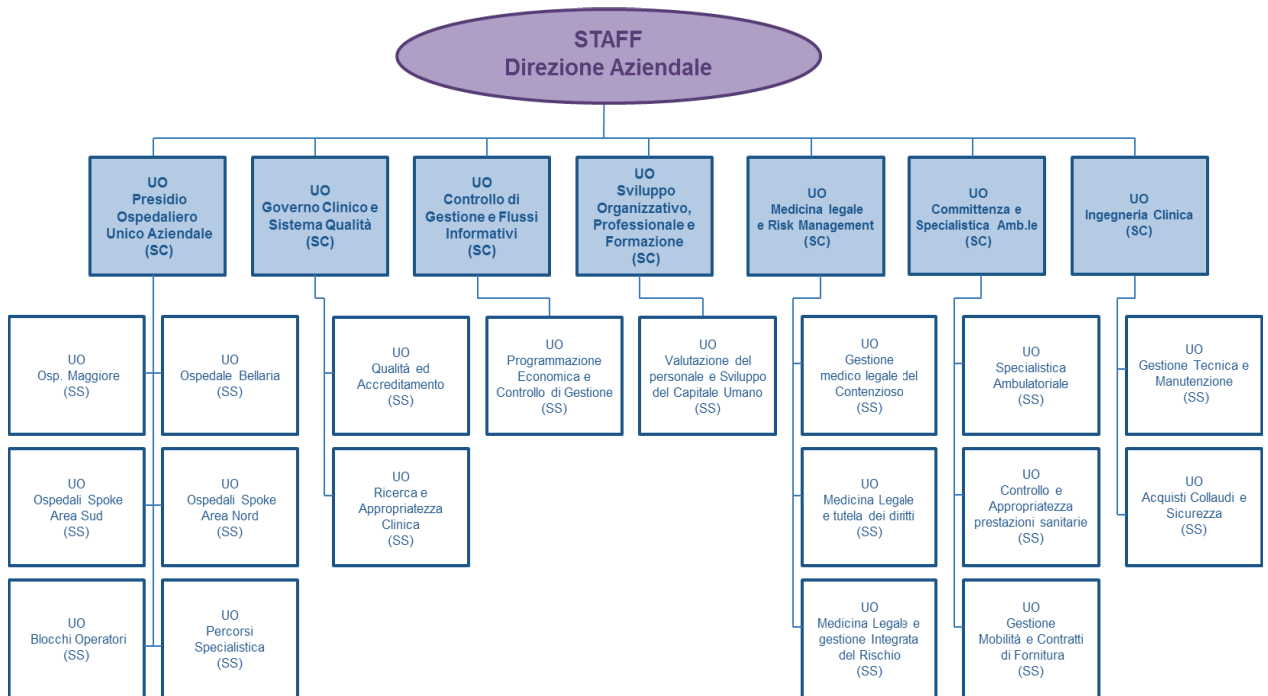 STAFF
Direzione Aziendale
UO
Presidio
Ospedaliero
Unico Aziendale
(SC)
UO
Governo Clinico e
Sistema Qualità
(SC)
UO
Controllo di
Gestione e Flussi
Informativi
(SC)
UO
Sviluppo
Organizzativo,
Professionale e
Formazione
(SC)
UO
Medicina legale
e Risk Management
(SC)
UO
Committenza e
Specialistica Amb.le
(SC)
UO
Ingegneria Clinica
(SC)
UO
Osp. Maggiore
(SS)
UO
Ospedale Bellaria
(SS)
UO
Qualità ed
Accreditamento
(SS)
UO
Programmazione
Economica e
Controllo di Gestione
(SS)
UO
Valutazione del
personale e Sviluppo
del Capitale Umano
(SS)
UO
Gestione
medico legale del
Contenzioso
(SS)
UO
Specialistica
Ambulatoriale
(SS)
UO
Gestione Tecnica e
Manutenzione
(SS)
UO
Ospedali Spoke
Area Sud
(SS)
UO
Ospedali Spoke
Area Nord
(SS)
UO
Ricerca e
Appropriatezza
Clinica
(SS)
UO
Medicina Legale
e tutela dei diritti
(SS)
UO
Controllo e
Appropriatezza
prestazioni sanitarie
(SS)
UO
Acquisti Collaudi e
Sicurezza
(SS)
UO
Blocchi Operatori
(SS)
UO
Percorsi
Specialistica
(SS)
UO
Medicina Legale e
gestione Integrata
del Rischio
(SS)
UO
Gestione
Mobilità e Contratti
di Fornitura
(SS)